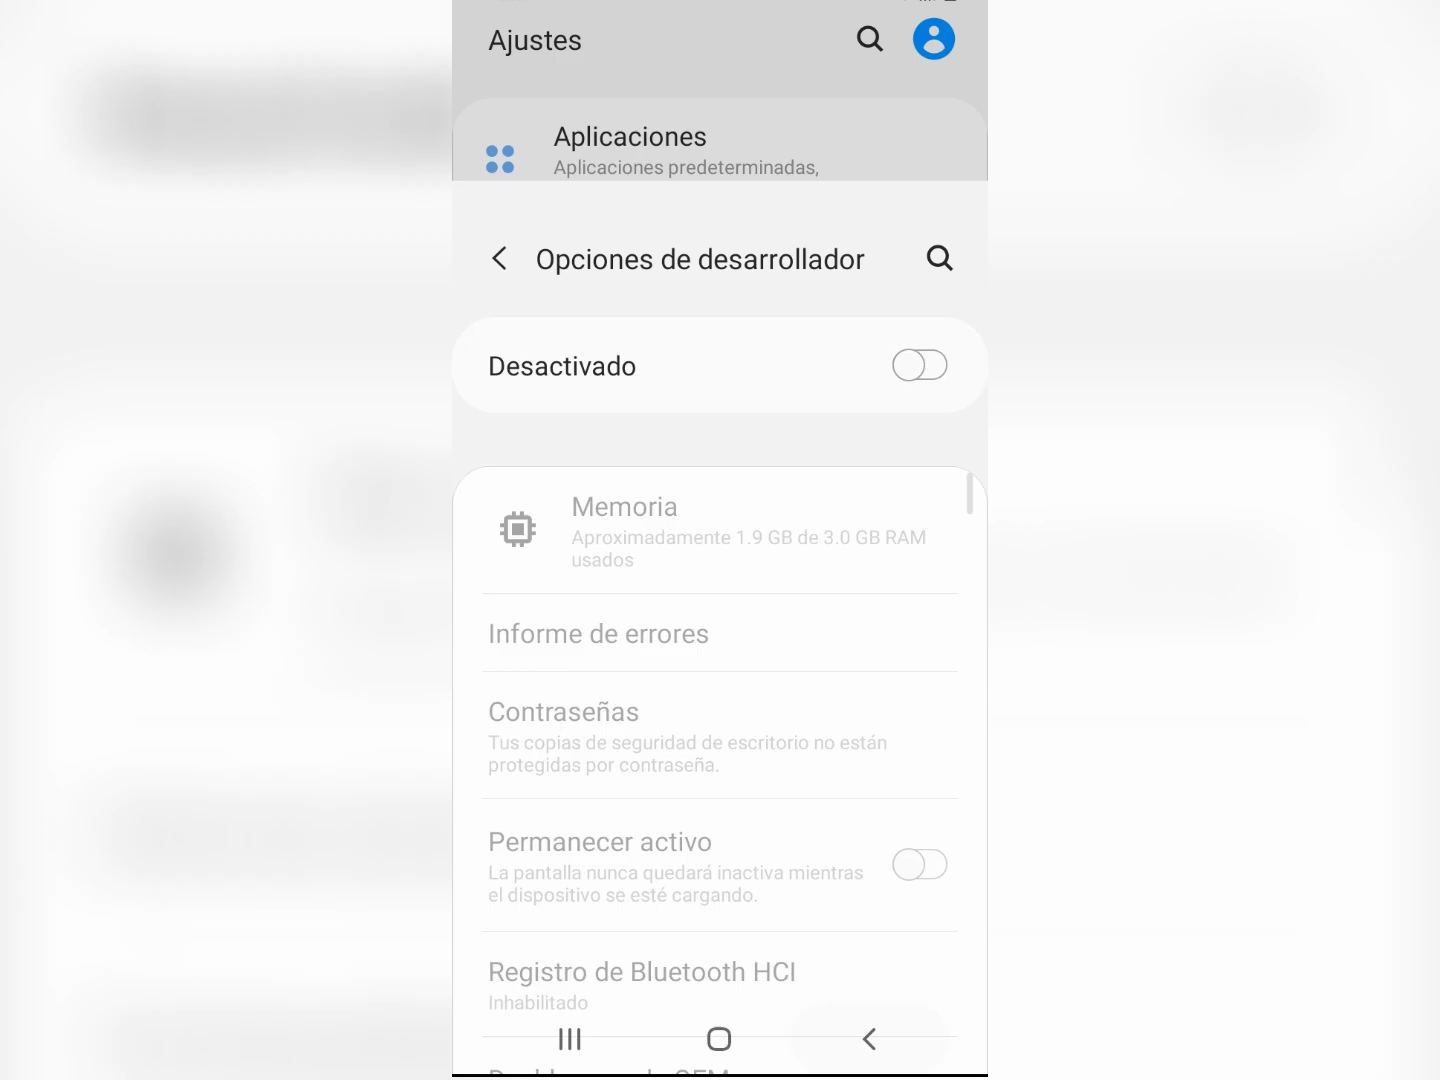 Ajustes
Aplicaciones
Aplicaciones predeterminadas,
Opciones de desarrollador
Desactivado
Memoria
Aproximadamente 1.9 GB de 3.0 GB RAM
usados
Informe de errores
Contraseñas
Tus copias de seguridad de escritorio no están
protegidas por contraseña.
Permanecer activo
La pantalla nunca quedará inactiva mientras
el dispositivo se esté cargando.
Registro de Bluetooth HCI
Inhabilitado